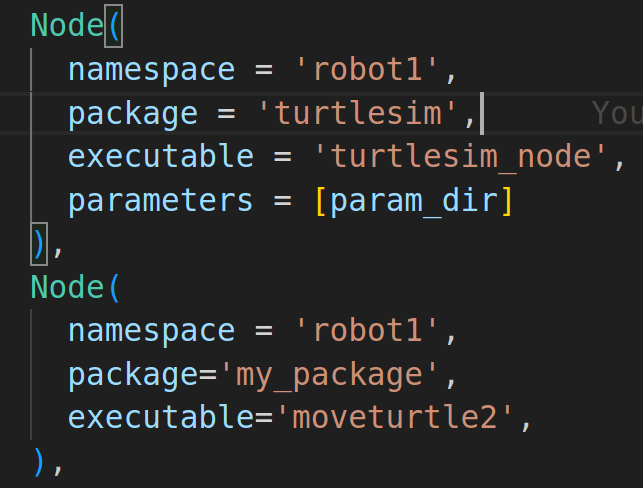 Node(
namespace = 'robot1',
package = 'turtlesim', You
executable = 'turtlesim_node',
parameters = [param_dir]
),
Node(
namespace = 'robot1',
package='my_package',
executable='moveturtle2',
),